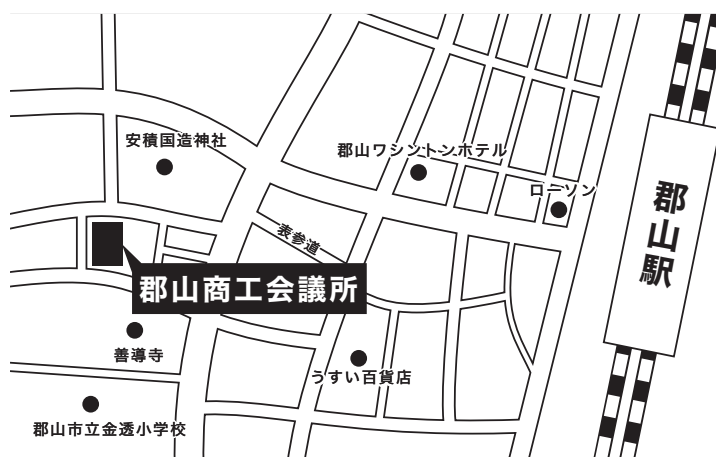 安積国造神社
郡山ワシントンホテル
ローソン
郡山駅
表参道
郡山商工会議所
善導寺
うすい百貨店
郡山市立金透小学校